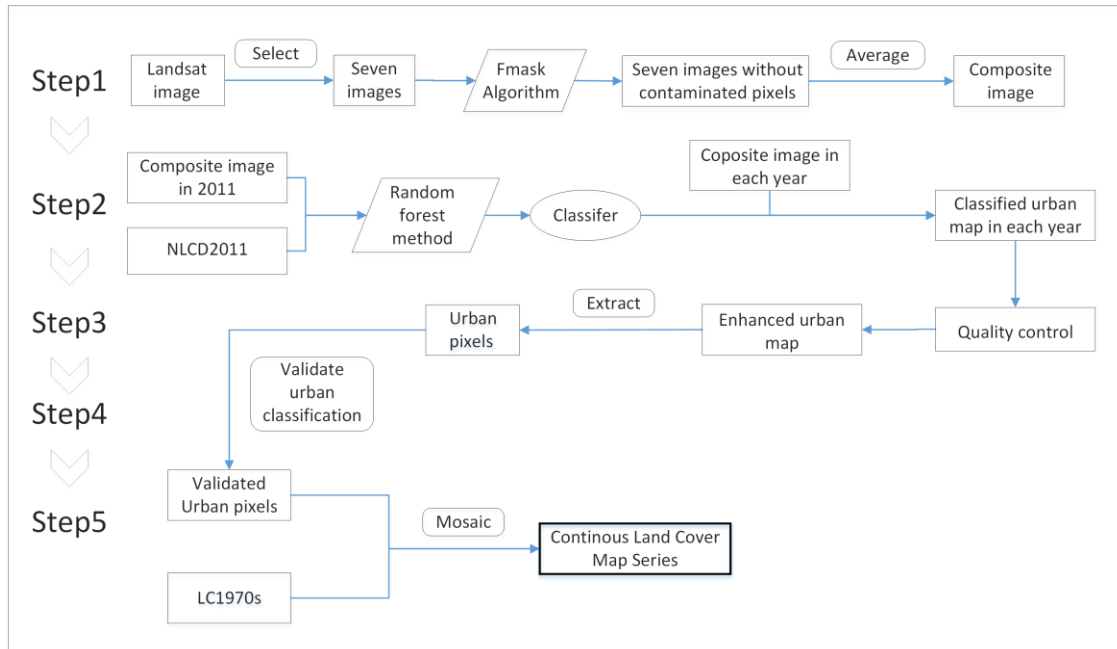 Step1
Landsat
image
Select
Seven
images
Fmask
Algorithm
Seven images without
contaminated pixels
Average
Composite
image
Step2
Composite image
in 2011
NLCD2011
Random
forest
method
Classifer
Coposite image in
each year
Classified urban
map in each year
Step3
Quality control
Enhanced urban
map
Extract
Urban
pixels
Step4
Validate
urban
classification
Step5
Validated
Urban pixels
LC1970s
Mosaic
Continous Land Cover
Map Series